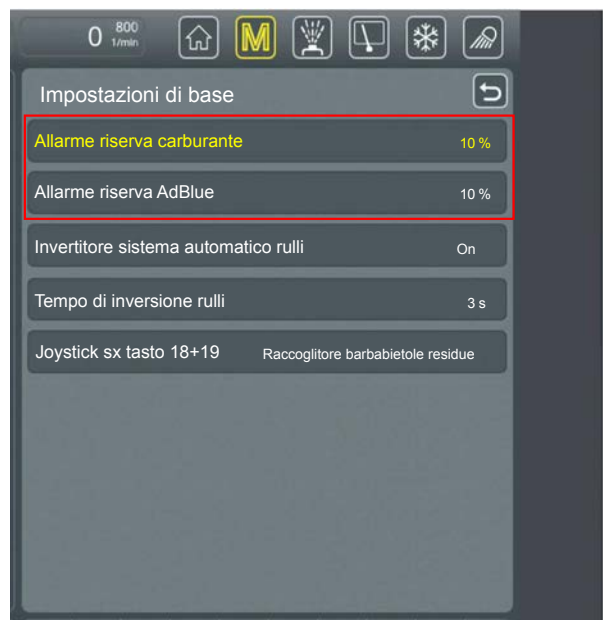 0 800 1/min M
Impostazioni di base
Allarme riserva carburante 10 %
Allarme riserva AdBlue 10 %
Invertitore sistema automatico rulli On
Tempo di inversione rulli 3 s
Joystick sx tasto 18+19 Raccoglitore barbabietole residue